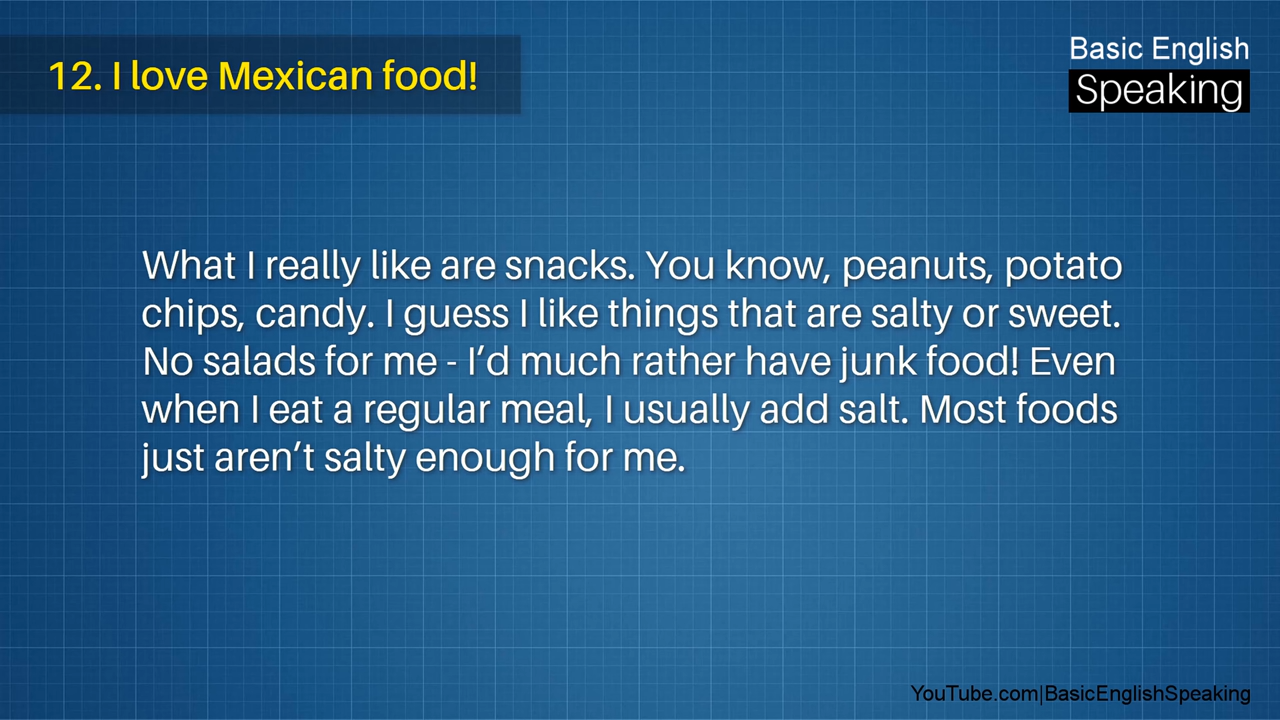 12. I love Mexican food!
Basic English
Speaking
What I really like are snacks. You know, peanuts, potato
chips, candy. I guess I like things that are salty or sweet.
No salads for me - I’d much rather have junk food! Even
when I eat a regular meal, I usually add salt. Most foods
just aren’t salty enough for me.
YouTube.com|BasicEnglishSpeaking